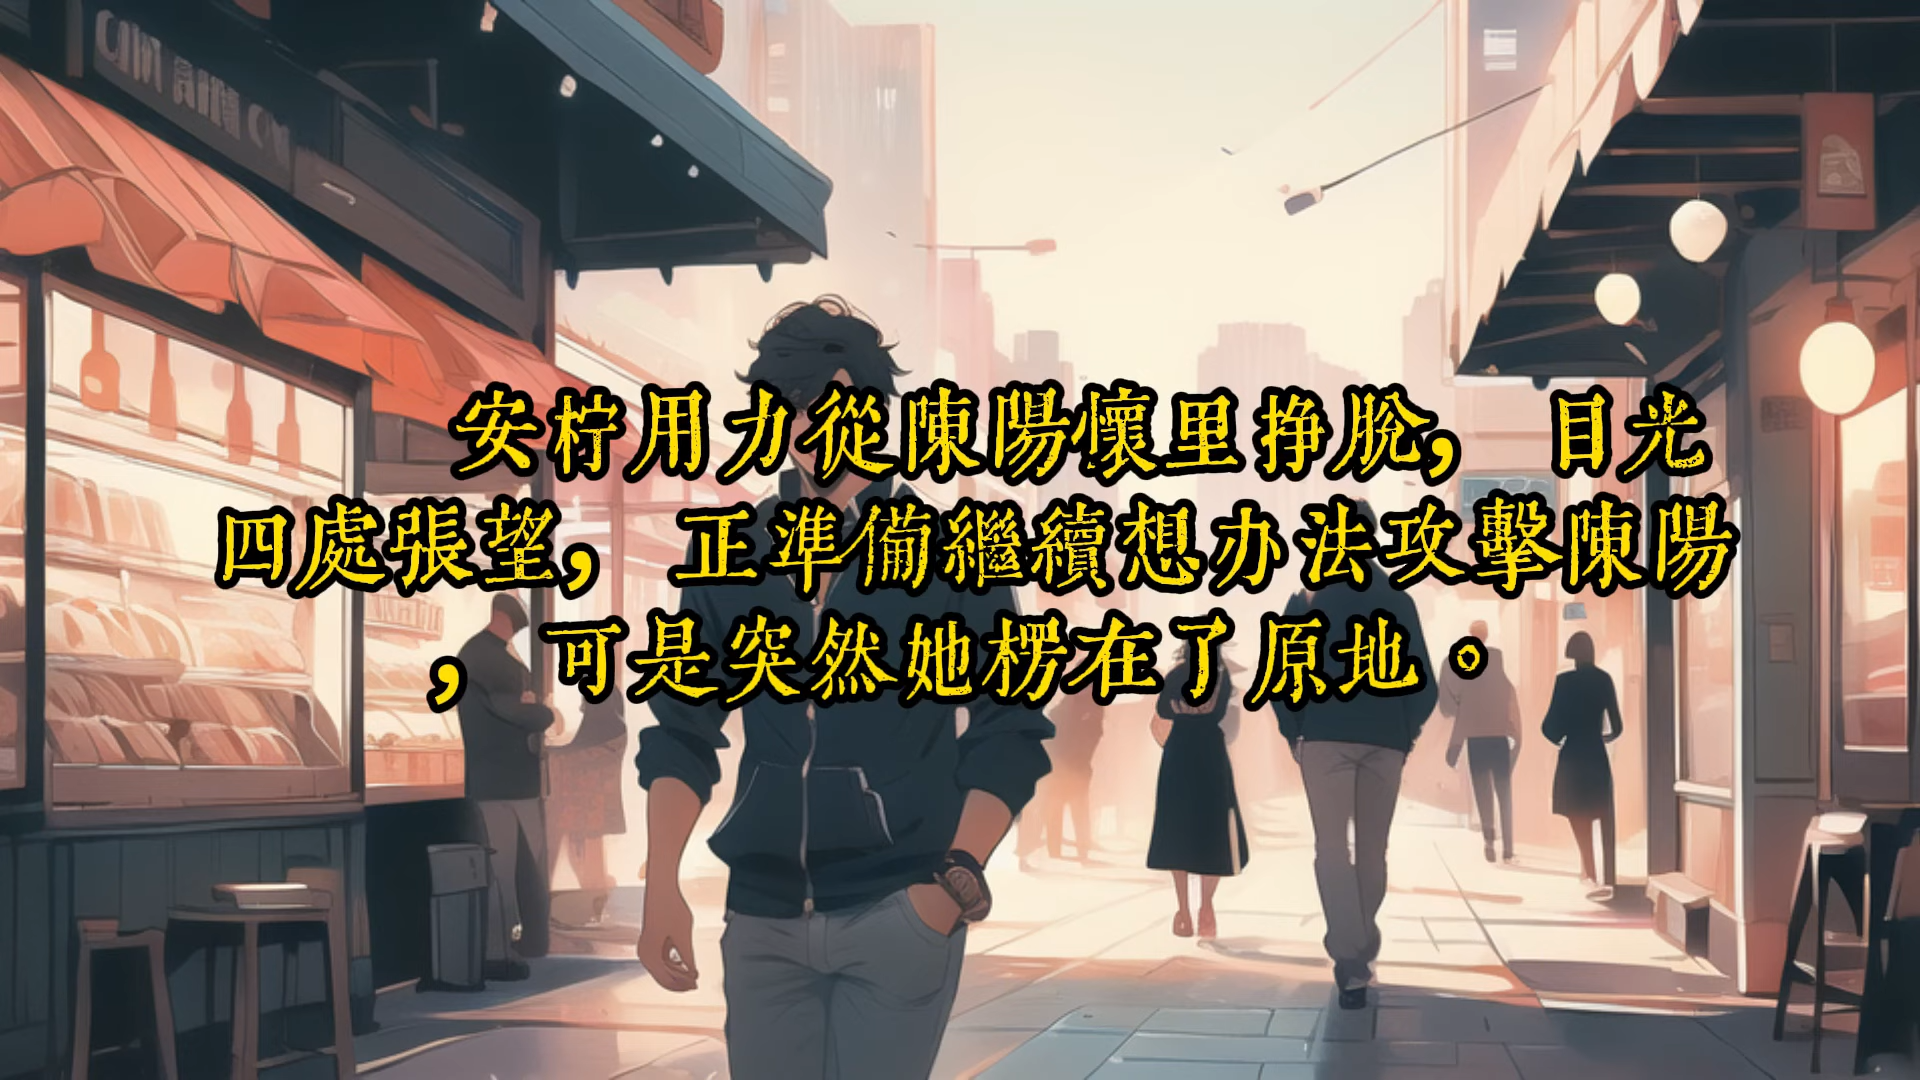 安柠用力從陳陽懷里挣脫，目光
四處張望，正準備繼續想办法攻擊陳陽
，可是突然她楞在了原地。